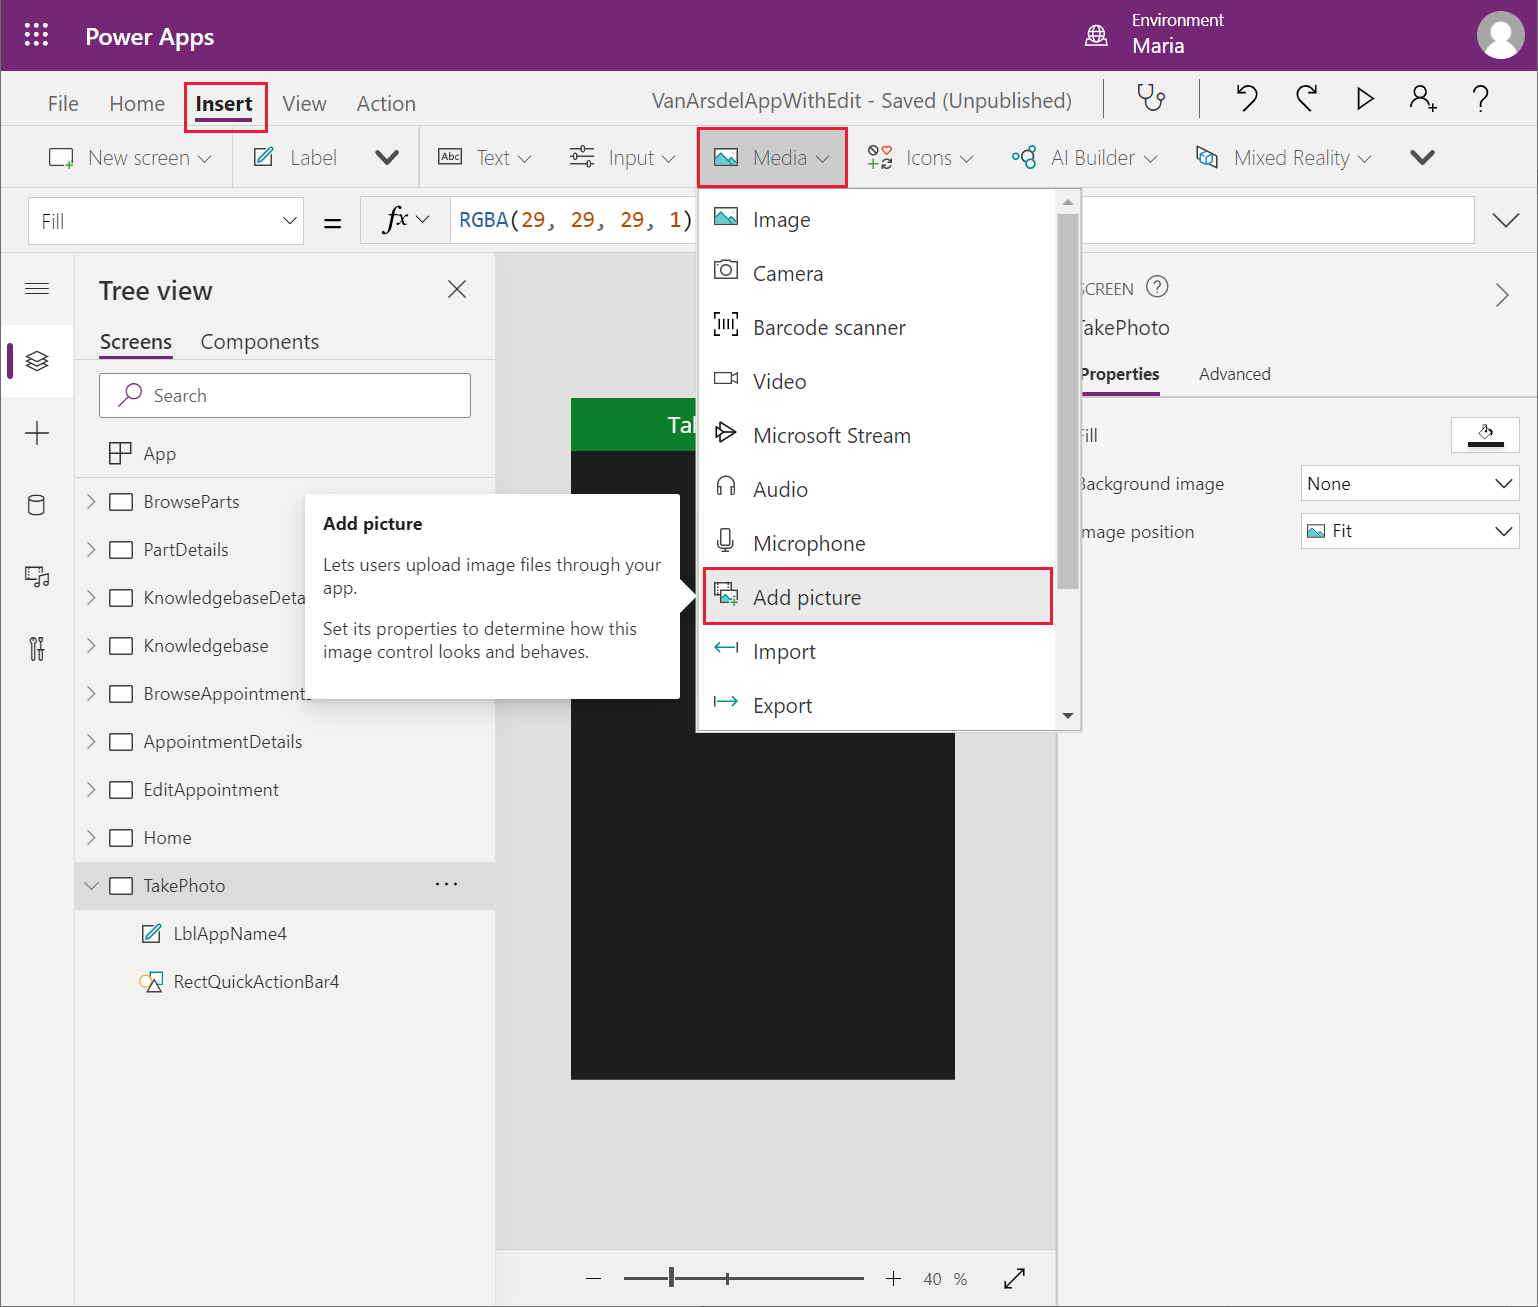 Power Apps
Environment
Maria
File Home Insert View Action
VanArsdelAppWithEdit - Saved (Unpublished)
New screen Label Abc Text Input Media Icons AI Builder Mixed Reality
Fill = fx RGBA(29, 29, 29, 1)
Tree view
Screens Components
Search
App
BrowseParts
PartDetails
KnowledgebaseDeta
Knowledgebase
BrowseAppointment
AppointmentDetails
EditAppointment
Home
TakePhoto ...
LblAppName4
RectQuickActionBar4
Add picture
Lets users upload image files through your
app.
Set its properties to determine how this
image control looks and behaves.
Tal
Image
Camera
Barcode scanner
Video
Microsoft Stream
Audio
Microphone
Add picture
Import
Export
SCREEN ?
TakePhoto
Properties Advanced
Fill
Background image None
Image position Fit
40 %